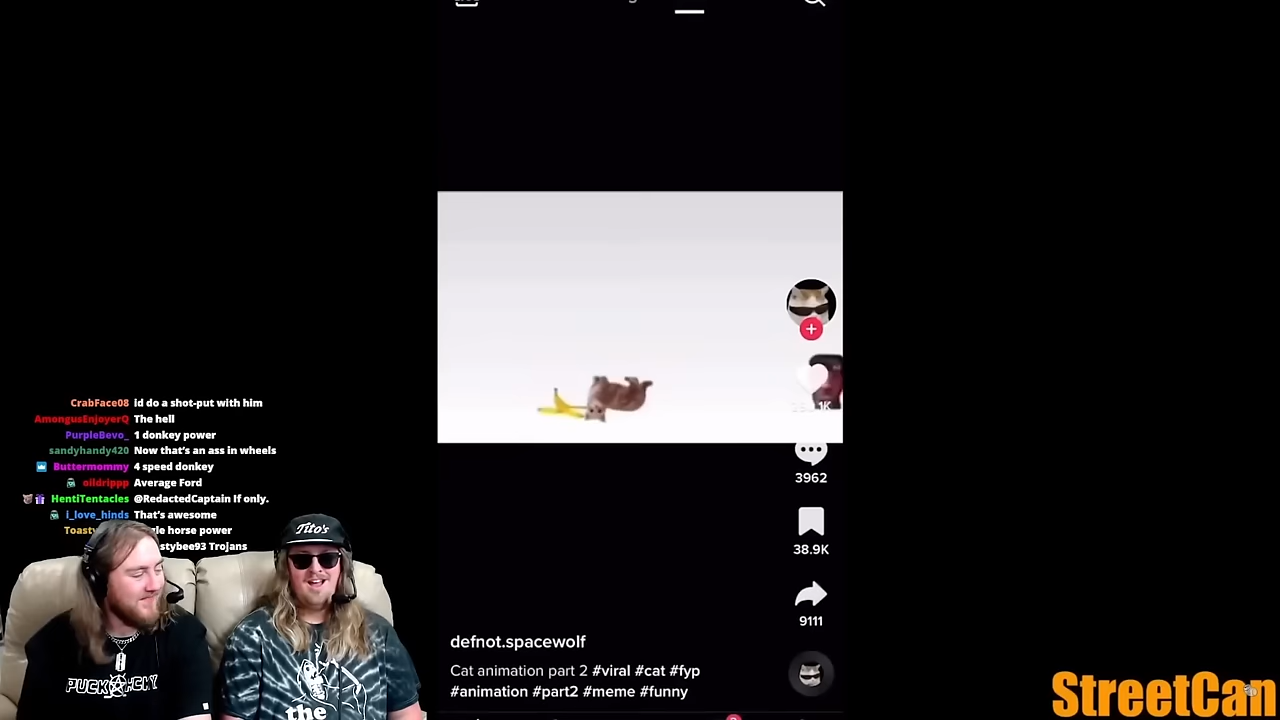 CrabFace08 id do a shot-put with him
AmongusEnjoyerQ The hell
PurpleBevo_ 1 donkey power
sandyhandy420 Now that's an ass in wheels
Buttermommy 4 speed donkey
oildrippp Average Ford
HentiTentacles @RedactedCaptain If only.
i_love_hinds That's awesome
horse power
stybee93 Trojans
Tito's
the
3962
38.9K
9111
defnot.spacewolf
Cat animation part 2 #viral #cat #fyp
#animation #part2 #meme #funny
StreetCan